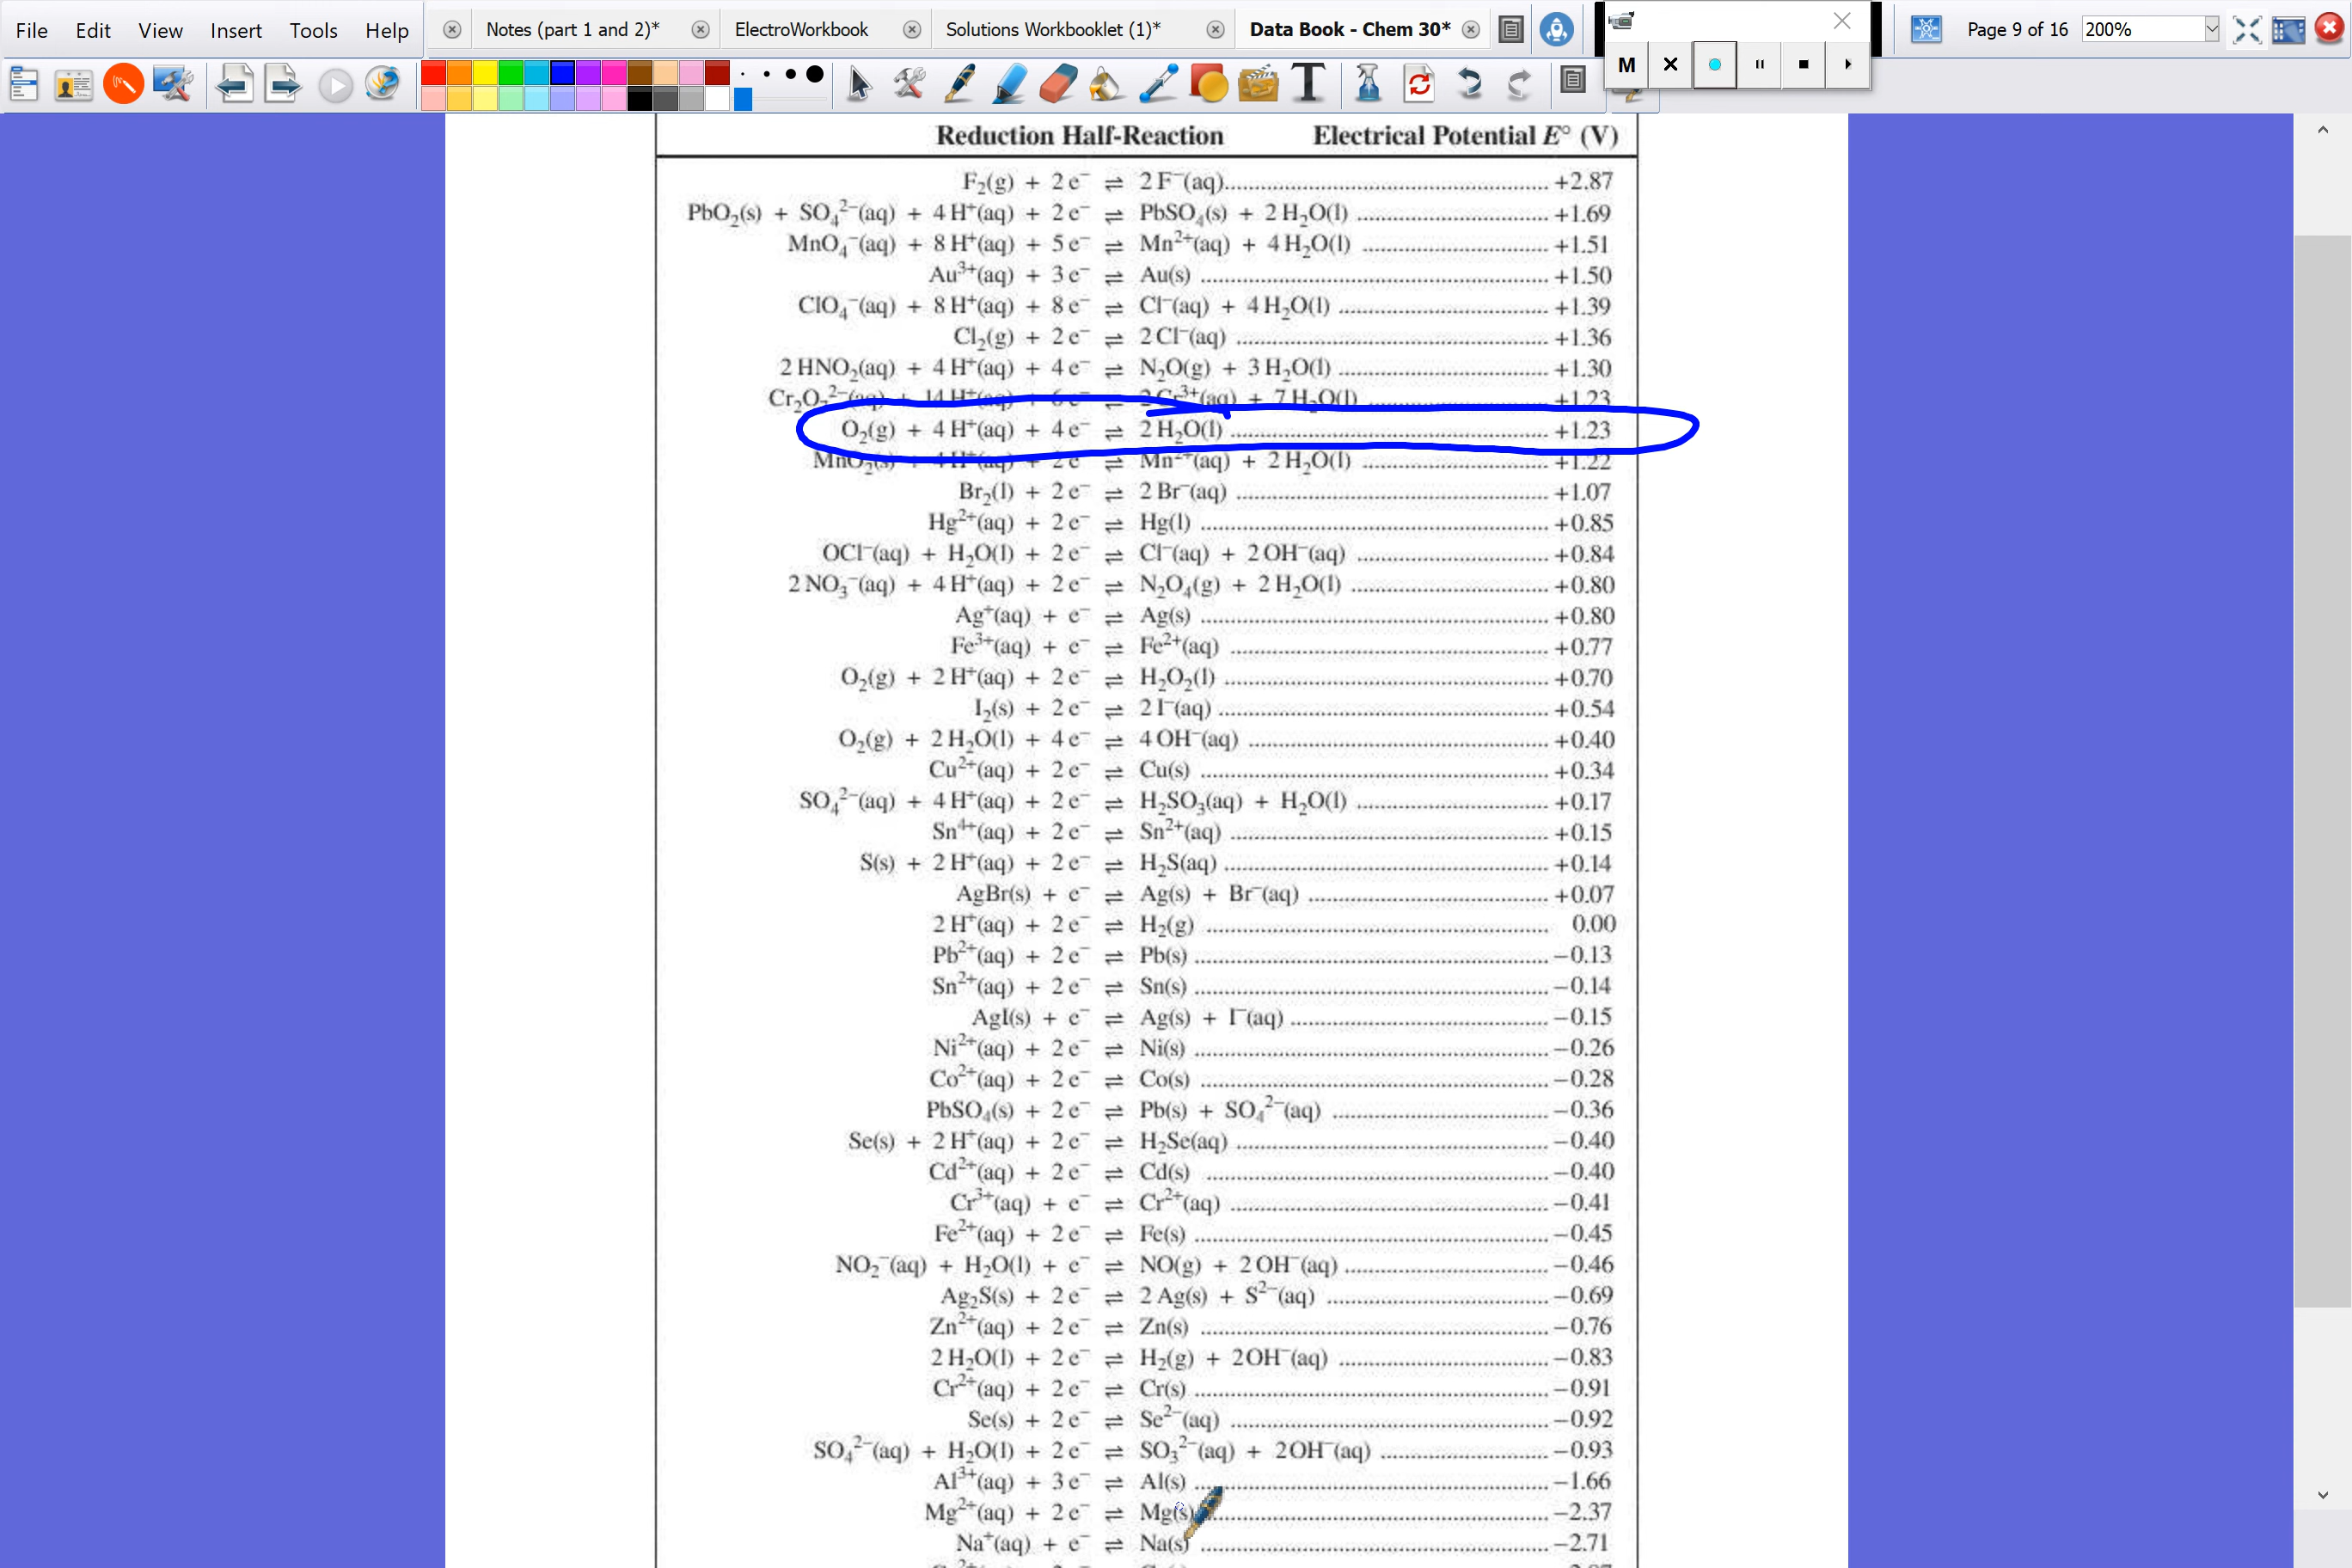 File Edit View Insert Tools Help
Notes (part 1 and 2)* ElectroWorkbook Solutions Workbooklet (1)* Data Book - Chem 30*
Page 9 of 16 200%
M
Reduction Half-Reaction Electrical Potential E° (V)
F₂(g) + 2 e⁻ ⇌ 2 F⁻(aq) +2.87
PbO₂(s) + SO₄²⁻(aq) + 4 H⁺(aq) + 2 e⁻ ⇌ PbSO₄(s) + 2 H₂O(l) +1.69
MnO₄⁻(aq) + 8 H⁺(aq) + 5 e⁻ ⇌ Mn²⁺(aq) + 4 H₂O(l) +1.51
Au³⁺(aq) + 3 e⁻ ⇌ Au(s) +1.50
ClO₄⁻(aq) + 8 H⁺(aq) + 8 e⁻ ⇌ Cl⁻(aq) + 4 H₂O(l) +1.39
Cl₂(g) + 2 e⁻ ⇌ 2 Cl⁻(aq) +1.36
2 HNO₂(aq) + 4 H⁺(aq) + 4 e⁻ ⇌ N₂O(g) + 3 H₂O(l) +1.30
Cr₂O₇²⁻(aq) + 14 H⁺(aq) + 6 e⁻ ⇌ 2 Cr³⁺(aq) + 7 H₂O(l) +1.23
O₂(g) + 4 H⁺(aq) + 4 e⁻ ⇌ 2 H₂O(l) +1.23
MnO₂(s) + 4 H⁺(aq) + 2 e⁻ ⇌ Mn²⁺(aq) + 2 H₂O(l) +1.22
Br₂(l) + 2 e⁻ ⇌ 2 Br⁻(aq) +1.07
Hg²⁺(aq) + 2 e⁻ ⇌ Hg(l) +0.85
OCl⁻(aq) + H₂O(l) + 2 e⁻ ⇌ Cl⁻(aq) + 2 OH⁻(aq) +0.84
2 NO₃⁻(aq) + 4 H⁺(aq) + 2 e⁻ ⇌ N₂O₄(g) + 2 H₂O(l) +0.80
Ag⁺(aq) + e⁻ ⇌ Ag(s) +0.80
Fe³⁺(aq) + e⁻ ⇌ Fe²⁺(aq) +0.77
O₂(g) + 2 H⁺(aq) + 2 e⁻ ⇌ H₂O₂(l) +0.70
I₂(s) + 2 e⁻ ⇌ 2 I⁻(aq) +0.54
O₂(g) + 2 H₂O(l) + 4 e⁻ ⇌ 4 OH⁻(aq) +0.40
Cu²⁺(aq) + 2 e⁻ ⇌ Cu(s) +0.34
SO₄²⁻(aq) + 4 H⁺(aq) + 2 e⁻ ⇌ H₂SO₃(aq) + H₂O(l) +0.17
Sn⁴⁺(aq) + 2 e⁻ ⇌ Sn²⁺(aq) +0.15
S(s) + 2 H⁺(aq) + 2 e⁻ ⇌ H₂S(aq) +0.14
AgBr(s) + e⁻ ⇌ Ag(s) + Br⁻(aq) +0.07
2 H⁺(aq) + 2 e⁻ ⇌ H₂(g) 0.00
Pb²⁺(aq) + 2 e⁻ ⇌ Pb(s) −0.13
Sn²⁺(aq) + 2 e⁻ ⇌ Sn(s) −0.14
AgI(s) + e⁻ ⇌ Ag(s) + I⁻(aq) −0.15
Ni²⁺(aq) + 2 e⁻ ⇌ Ni(s) −0.26
Co²⁺(aq) + 2 e⁻ ⇌ Co(s) −0.28
PbSO₄(s) + 2 e⁻ ⇌ Pb(s) + SO₄²⁻(aq) −0.36
Se(s) + 2 H⁺(aq) + 2 e⁻ ⇌ H₂Se(aq) −0.40
Cd²⁺(aq) + 2 e⁻ ⇌ Cd(s) −0.40
Cr³⁺(aq) + e⁻ ⇌ Cr²⁺(aq) −0.41
Fe²⁺(aq) + 2 e⁻ ⇌ Fe(s) −0.45
NO₂⁻(aq) + H₂O(l) + e⁻ ⇌ NO(g) + 2 OH⁻(aq) −0.46
Ag₂S(s) + 2 e⁻ ⇌ 2 Ag(s) + S²⁻(aq) −0.69
Zn²⁺(aq) + 2 e⁻ ⇌ Zn(s) −0.76
2 H₂O(l) + 2 e⁻ ⇌ H₂(g) + 2OH⁻(aq) −0.83
Cr²⁺(aq) + 2 e⁻ ⇌ Cr(s) −0.91
Se(s) + 2 e⁻ ⇌ Se²⁻(aq) −0.92
SO₄²⁻(aq) + H₂O(l) + 2 e⁻ ⇌ SO₃²⁻(aq) + 2OH⁻(aq) −0.93
Al³⁺(aq) + 3 e⁻ ⇌ Al(s) −1.66
Mg²⁺(aq) + 2 e⁻ ⇌ Mg(s) −2.37
Na⁺(aq) + e⁻ ⇌ Na(s) −2.71